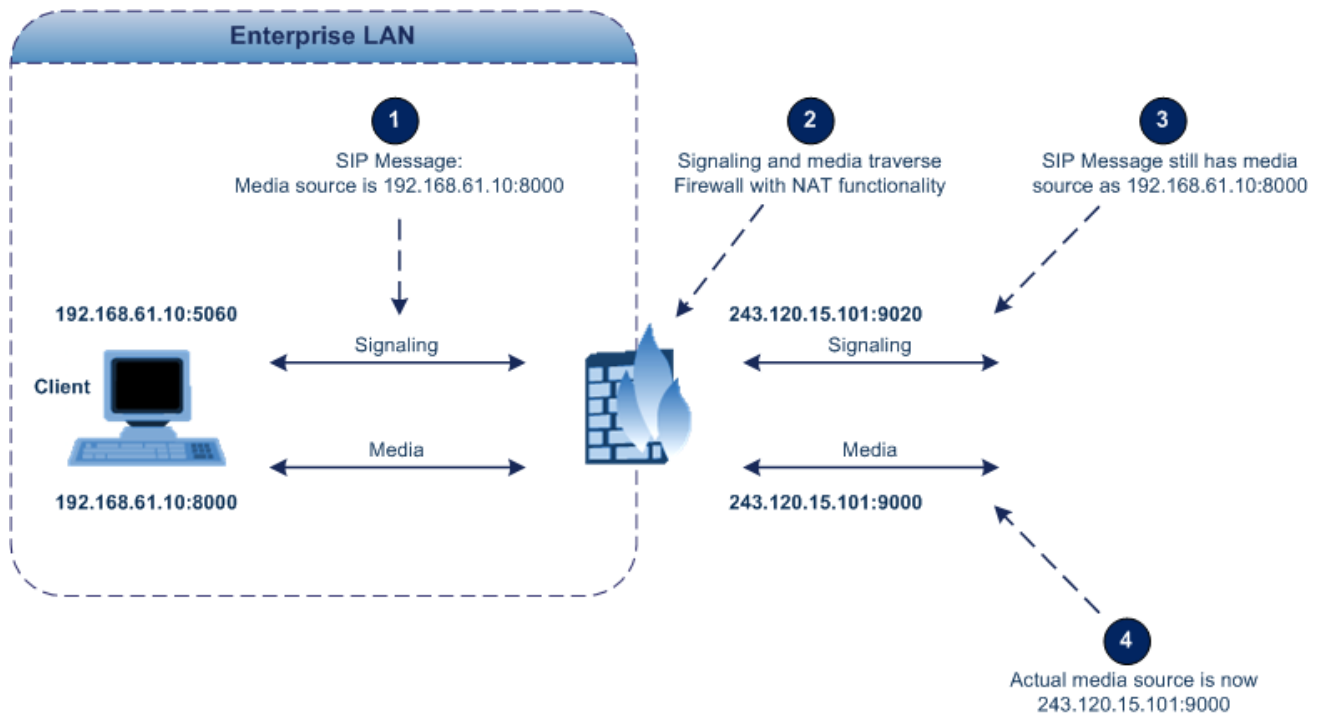 Enterprise LAN
1
SIP Message:
Media source is 192.168.61.10:8000
2
Signaling and media traverse
Firewall with NAT functionality
3
SIP Message still has media
source as 192.168.61.10:8000
192.168.61.10:5060
Signaling
243.120.15.101:9020
Signaling
Client
Media
192.168.61.10:8000
Media
243.120.15.101:9000
4
Actual media source is now
243.120.15.101:9000